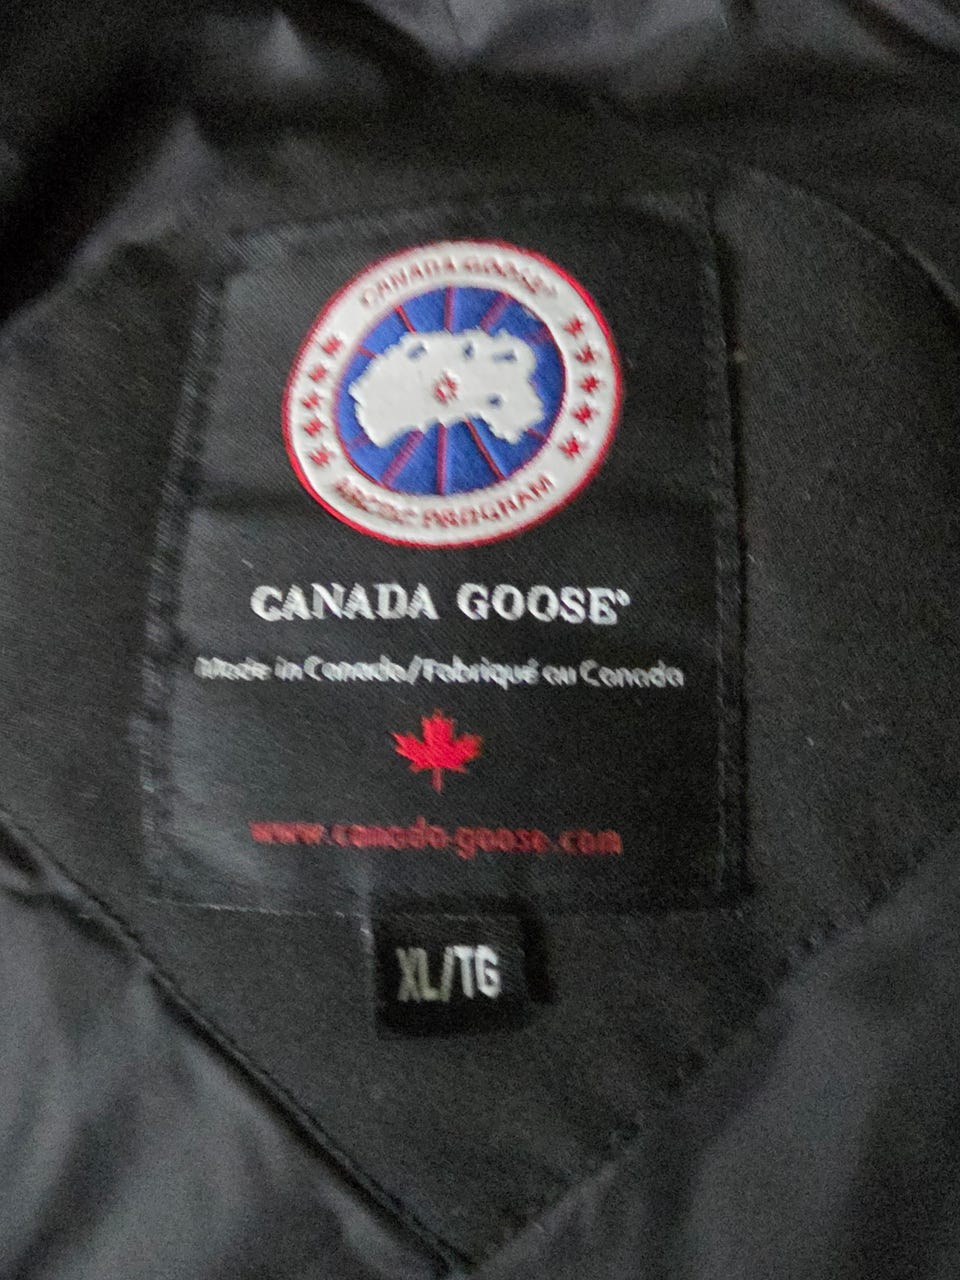 CANADA GOOSE®
ARCTIC PROGRAM
CANADA GOOSE®
Made in Canada/Fabriqué au Canada
www.canada-goose.com
XL/TG